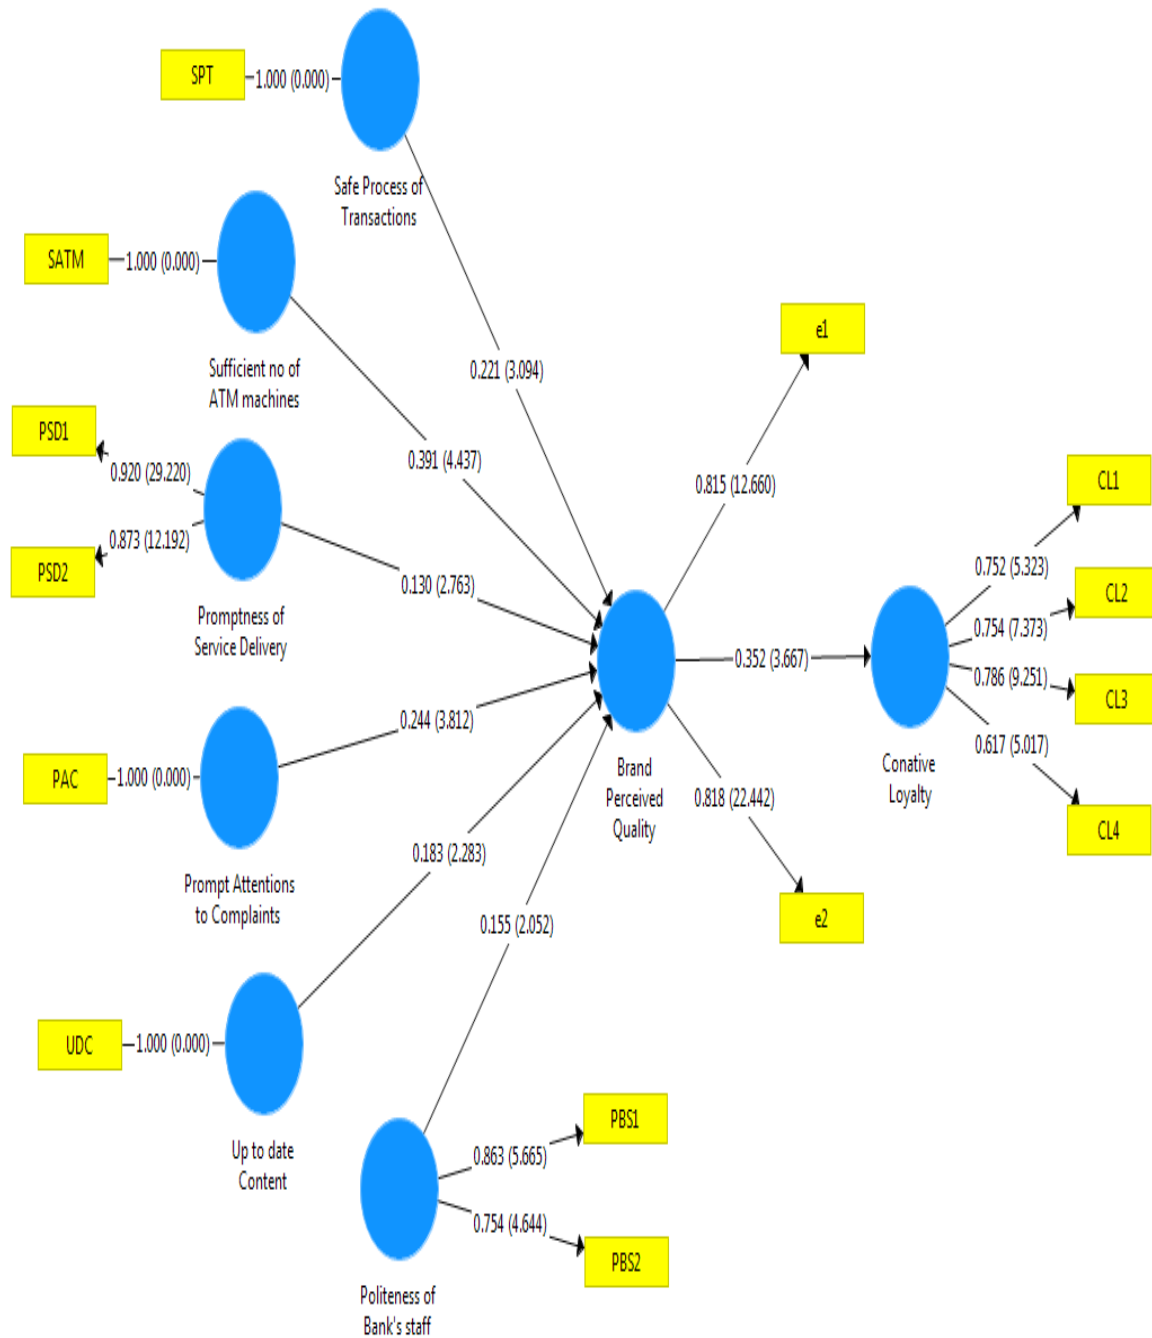 SPT
1.000 (0.000)
Safe Process of
Transactions
SATM
1.000 (0.000)
Sufficient no of
ATM machines
e1
0.221 (3.094)
PSD1
0.920 (29.220)
0.391 (4.437)
0.815 (12.660)
CL1
PSD2
0.873 (12.192)
0.752 (5.323)
0.130 (2.763)
CL2
0.754 (7.373)
Promptness of
Service Delivery
0.352 (3.667)
0.786 (9.251)
CL3
0.244 (3.812)
0.617 (5.017)
PAC
1.000 (0.000)
Brand
Perceived
Quality
Conative
Loyalty
0.818 (22.442)
CL4
0.183 (2.283)
Prompt Attentions
to Complaints
0.155 (2.052)
e2
UDC
1.000 (0.000)
Up to date
Content
PBS1
0.863 (5.665)
0.754 (4.644)
PBS2
Politeness of
Bank's staff